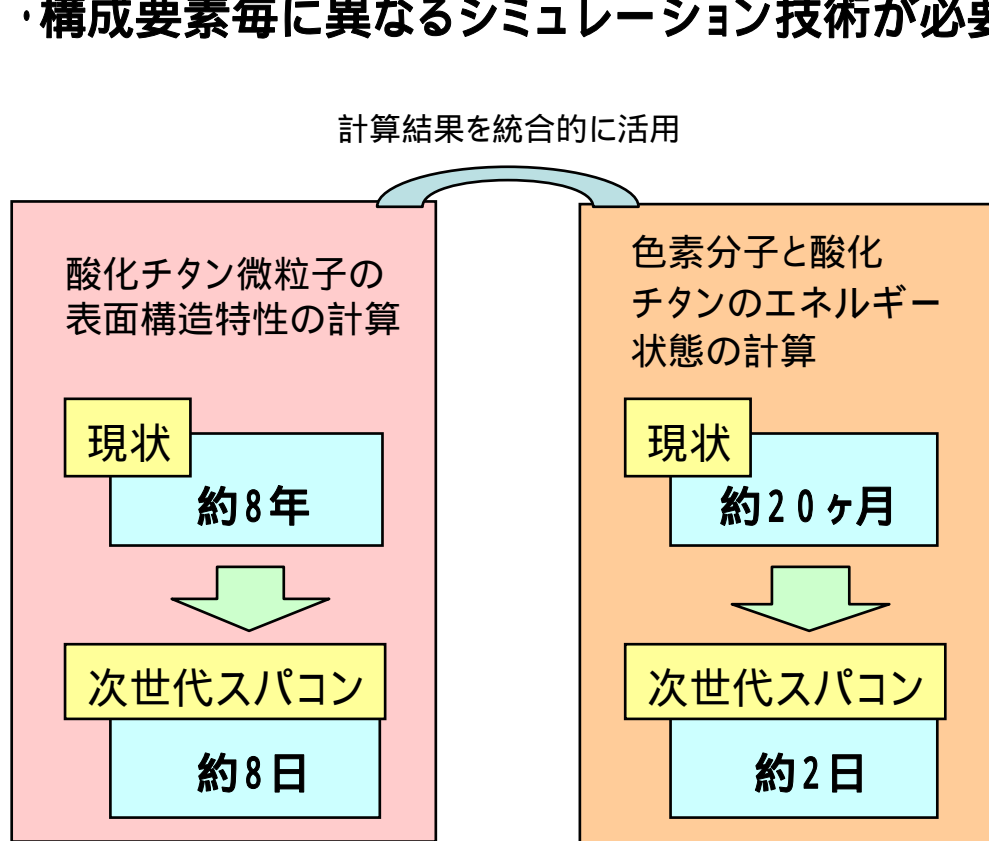 ・構成要素毎に異なるシミュレーション技術が必要
計算結果を統合的に活用
酸化チタン微粒子の
表面構造特性の計算
現状
約8年
次世代スパコン
約8日
色素分子と酸化
チタンのエネルギー
状態の計算
現状
約20ヶ月
次世代スパコン
約2日